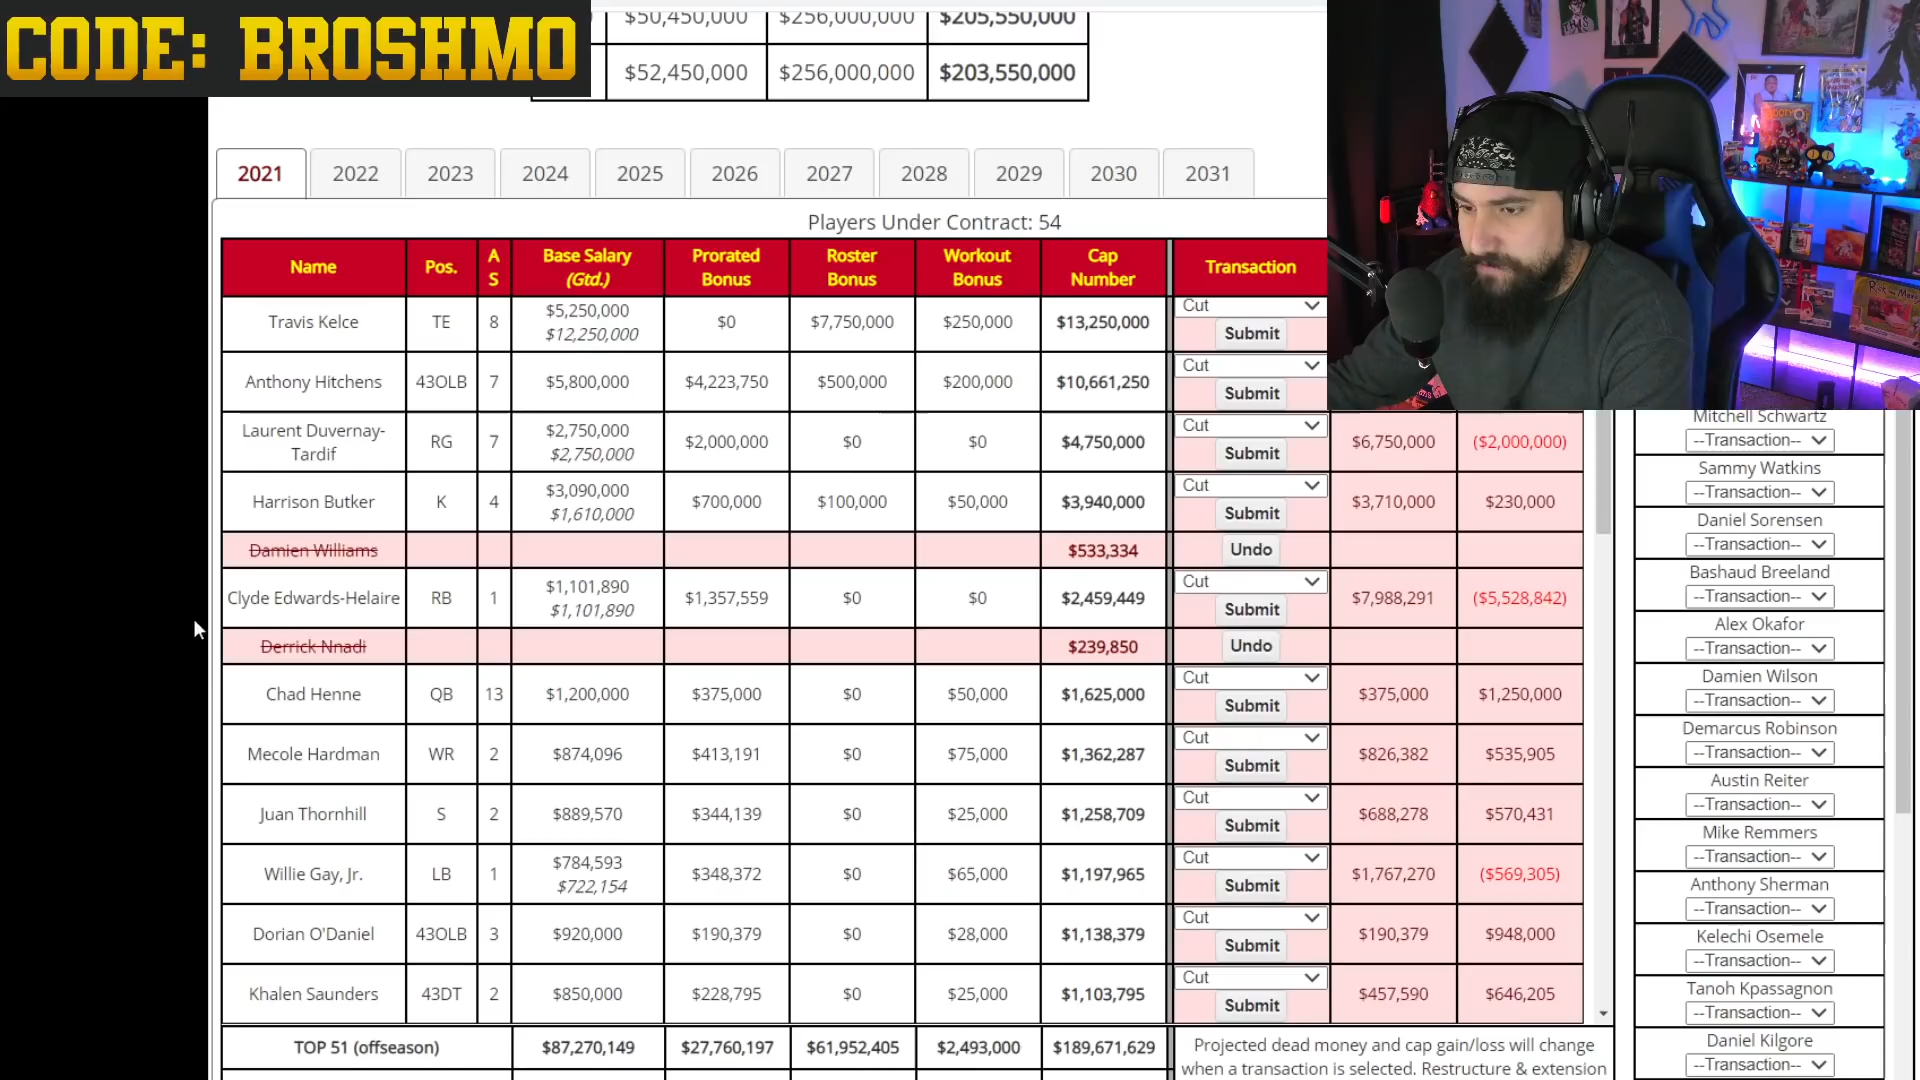 CODE: BROSHMO
$50,450,000 $256,000,000 $205,550,000
$52,450,000 $256,000,000 $203,550,000
2021 2022 2023 2024 2025 2026 2027 2028 2029 2030 2031
Players Under Contract: 54
Name Pos. A S Base Salary (Gtd.) Prorated Bonus Roster Bonus Workout Bonus Cap Number Transaction
Travis Kelce TE 8 $5,250,000 $12,250,000 $0 $7,750,000 $250,000 $13,250,000 Cut Submit
Anthony Hitchens 43OLB 7 $5,800,000 $4,223,750 $500,000 $200,000 $10,661,250 Cut Submit
Laurent Duvernay-Tardif RG 7 $2,750,000 $2,750,000 $2,000,000 $0 $0 $4,750,000 Cut Submit $6,750,000 ($2,000,000)
Harrison Butker K 4 $3,090,000 $1,610,000 $700,000 $100,000 $50,000 $3,940,000 Cut Submit $3,710,000 $230,000
Damien Williams $533,334 Undo
Clyde Edwards-Helaire RB 1 $1,101,890 $1,101,890 $1,357,559 $0 $0 $2,459,449 Cut Submit $7,988,291 ($5,528,842)
Derrick Nnadi $239,850 Undo
Chad Henne QB 13 $1,200,000 $375,000 $0 $50,000 $1,625,000 Cut Submit $375,000 $1,250,000
Mecole Hardman WR 2 $874,096 $413,191 $0 $75,000 $1,362,287 Cut Submit $826,382 $535,905
Juan Thornhill S 2 $889,570 $344,139 $0 $25,000 $1,258,709 Cut Submit $688,278 $570,431
Willie Gay, Jr. LB 1 $784,593 $722,154 $348,372 $0 $65,000 $1,197,965 Cut Submit $1,767,270 ($569,305)
Dorian O'Daniel 43OLB 3 $920,000 $190,379 $0 $28,000 $1,138,379 Cut Submit $190,379 $948,000
Khalen Saunders 43DT 2 $850,000 $228,795 $0 $25,000 $1,103,795 Cut Submit $457,590 $646,205
TOP 51 (offseason) $87,270,149 $27,760,197 $61,952,405 $2,493,000 $189,671,629
Projected dead money and cap gain/loss will change
when a transaction is selected. Restructure & extension
Mitchell Schwartz
--Transaction--
Sammy Watkins
--Transaction--
Daniel Sorensen
--Transaction--
Bashaud Breeland
--Transaction--
Alex Okafor
--Transaction--
Damien Wilson
--Transaction--
Demarcus Robinson
--Transaction--
Austin Reiter
--Transaction--
Mike Remmers
--Transaction--
Anthony Sherman
--Transaction--
Kelechi Osemele
--Transaction--
Tanoh Kpassagnon
--Transaction--
Daniel Kilgore
--Transaction--